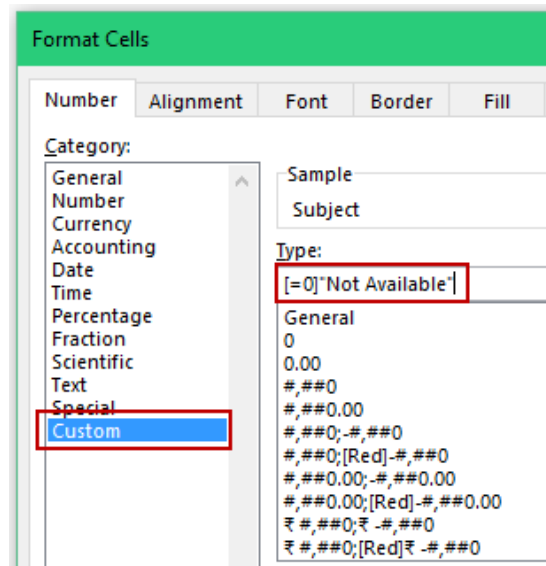 Format Cells
Number Alignment Font Border Fill
Category:
General
Number
Currency
Accounting
Date
Time
Percentage
Fraction
Scientific
Text
Special
Custom
Sample
Subject
Type:
[=0]"Not Available"
General
0
0.00
#,##0
#,##0.00
#,##0;-#,##0
#,##0;[Red]-#,##0
#,##0.00;-#,##0.00
#,##0.00;[Red]-#,##0.00
₹ #,##0;₹ -#,##0
₹ #,##0;[Red]₹ -#,##0